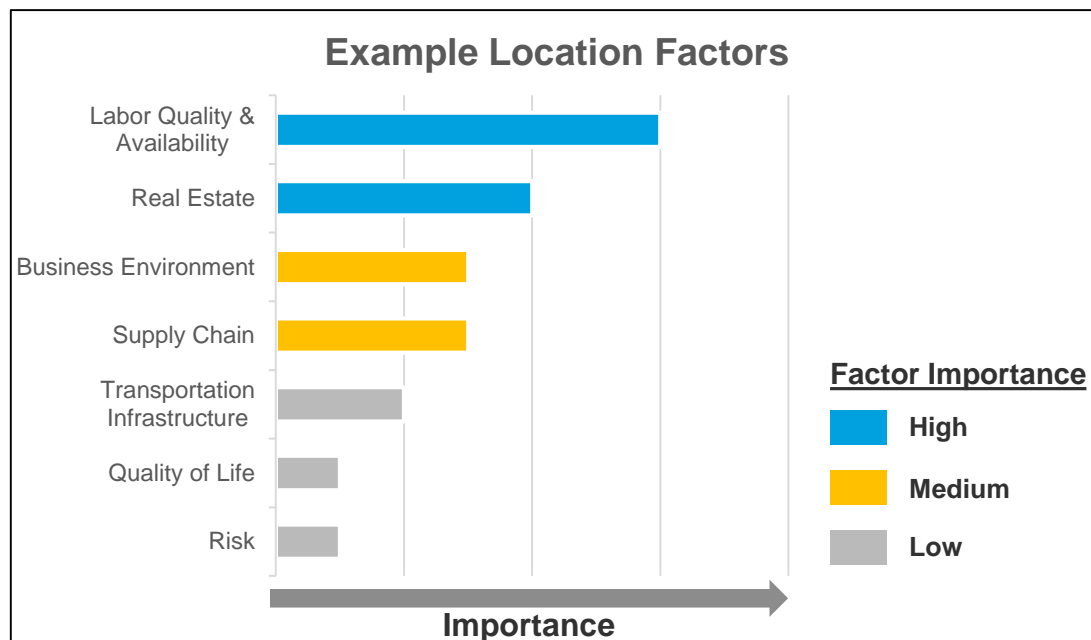 Example Location Factors
Labor Quality &
Availability
Real Estate
Business Environment
Supply Chain
Transportation
Infrastructure
Quality of Life
Risk
Importance
Factor Importance
High
Medium
Low